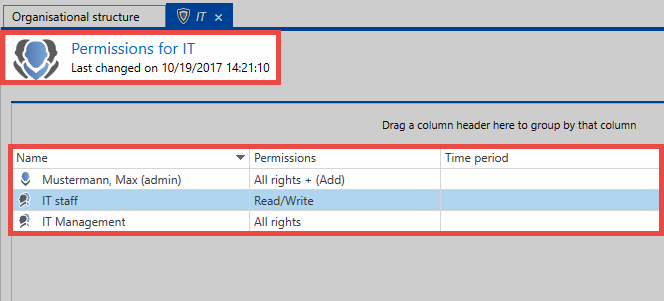 Organisational structure IT ×
Permissions for IT
Last changed on 10/19/2017 14:21:10
Drag a column header here to group by that column
Name Permissions Time period
Mustermann, Max (admin) All rights + (Add)
IT staff Read/Write
IT Management All rights